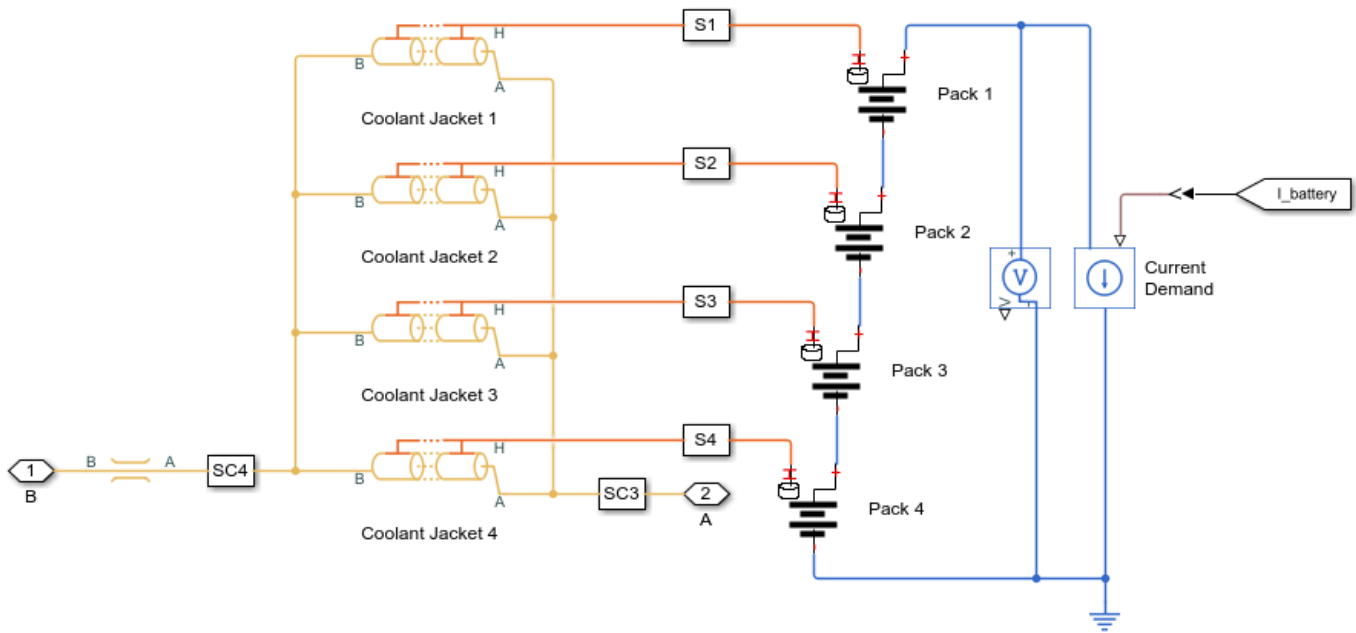 S1
H
B
A
Coolant Jacket 1
Pack 1
S2
H
B
A
Coolant Jacket 2
Pack 2
I_battery
S3
H
B
A
Coolant Jacket 3
Pack 3
+
V
V
Current
Demand
S4
H
B
A
Coolant Jacket 4
Pack 4
1
B
B
A
SC4
SC3
2
A